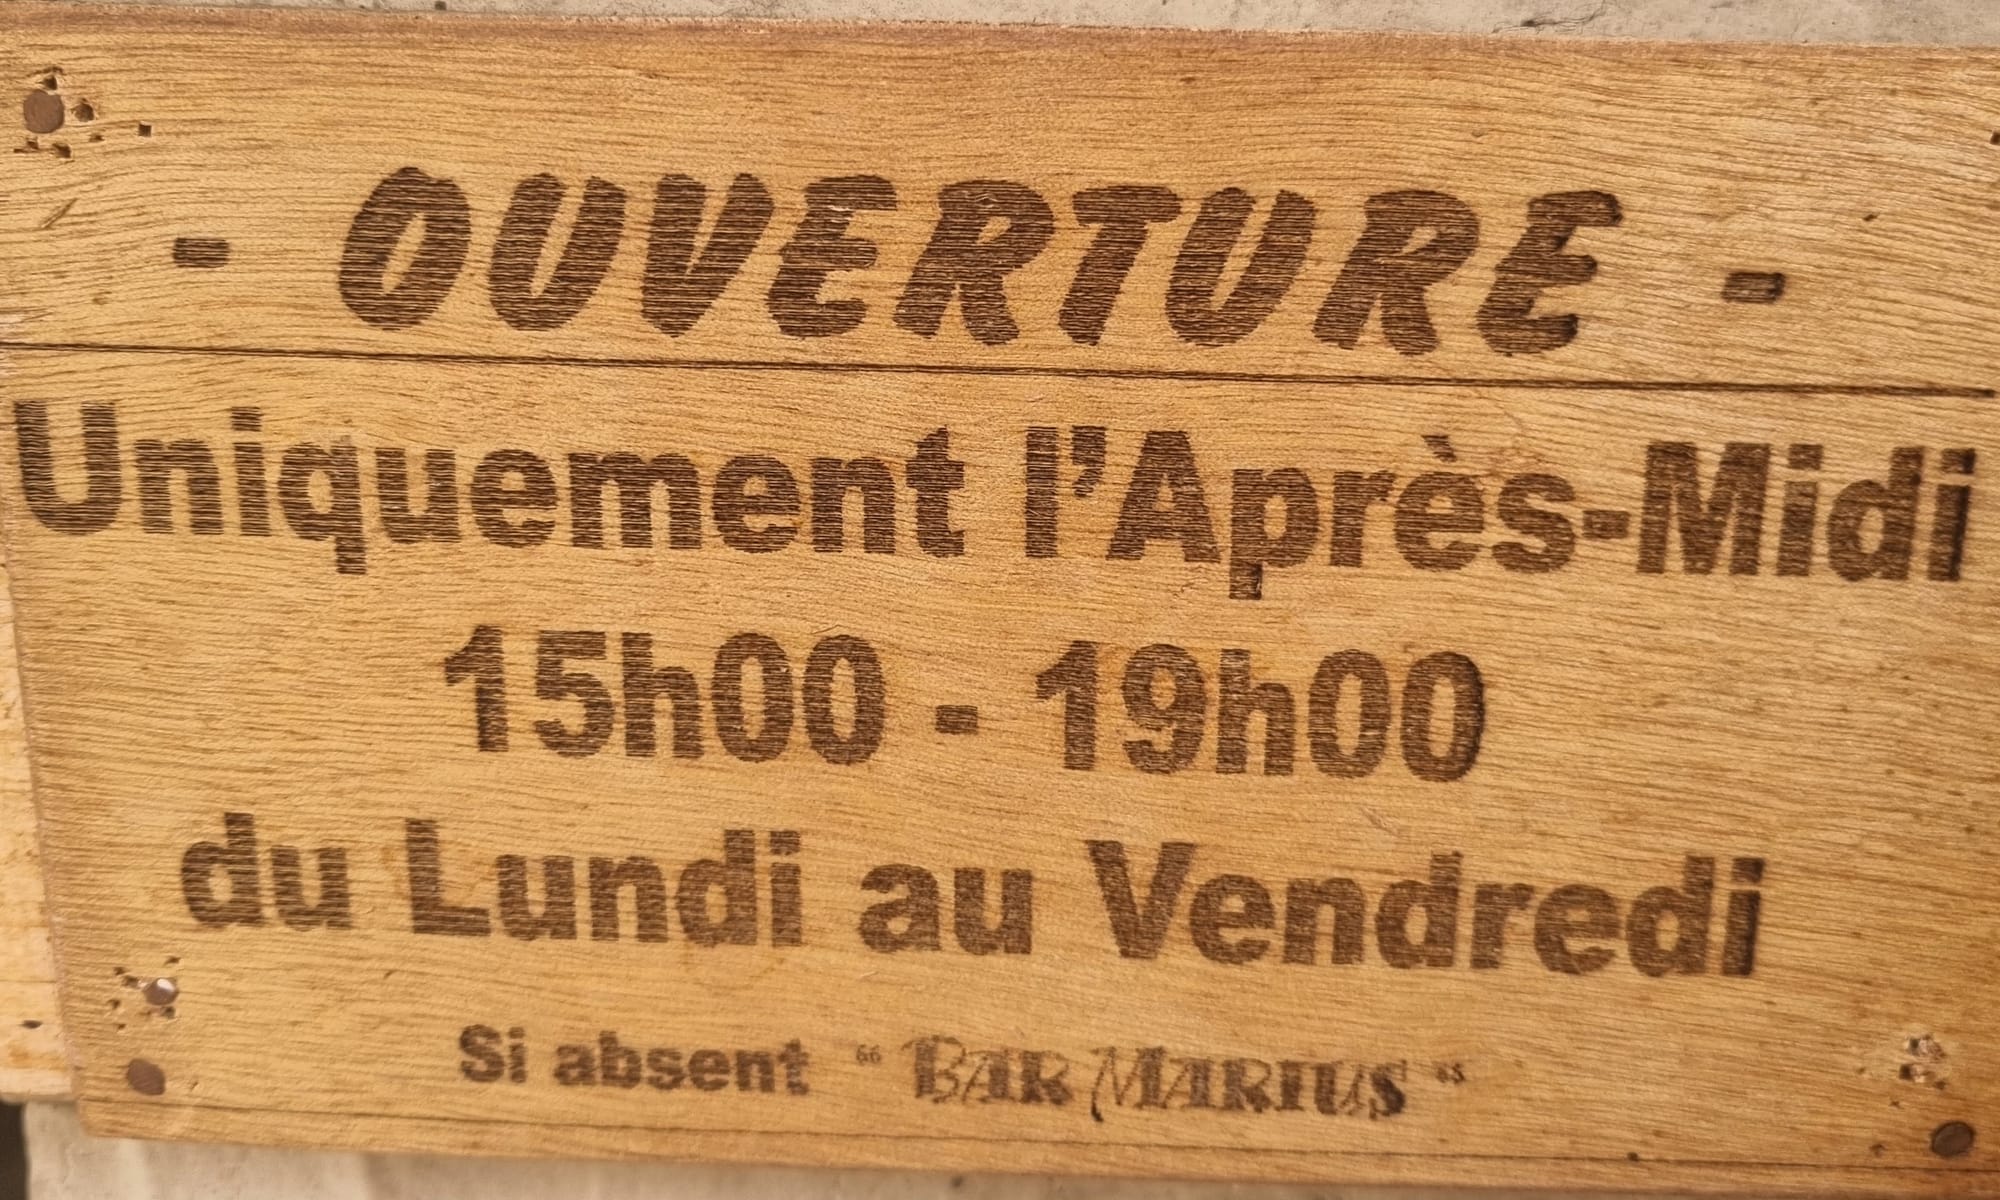 - OUVERTURE -
Uniquement l'Après-Midi
15h00 - 19h00
du Lundi au Vendredi
Si absent “ BAR MARIUS “